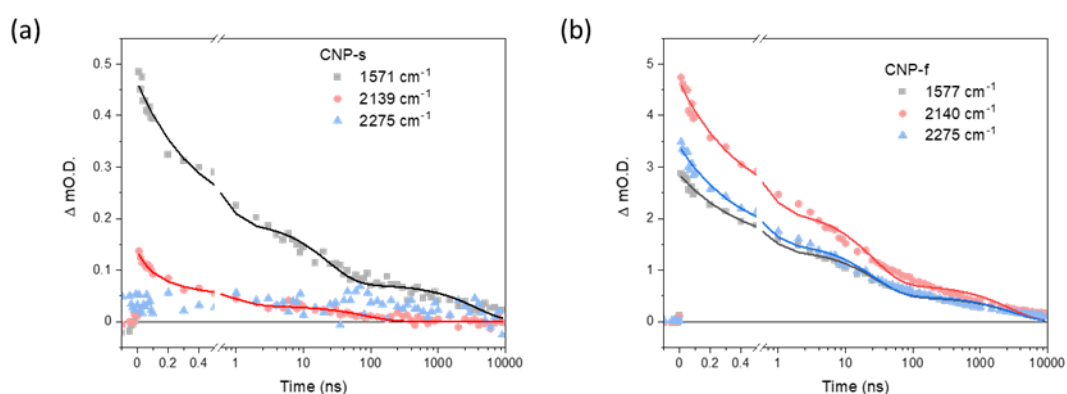 (a)
CNP-s
1571 cm⁻¹
2139 cm⁻¹
2275 cm⁻¹
Δ mO.D.
0.5
0.4
0.3
0.2
0.1
0
0 0.2 0.4 1 10 100 1000 10000
Time (ns)
(b)
CNP-f
1577 cm⁻¹
2140 cm⁻¹
2275 cm⁻¹
Δ mO.D.
5
4
3
2
1
0
0 0.2 0.4 1 10 100 1000 10000
Time (ns)